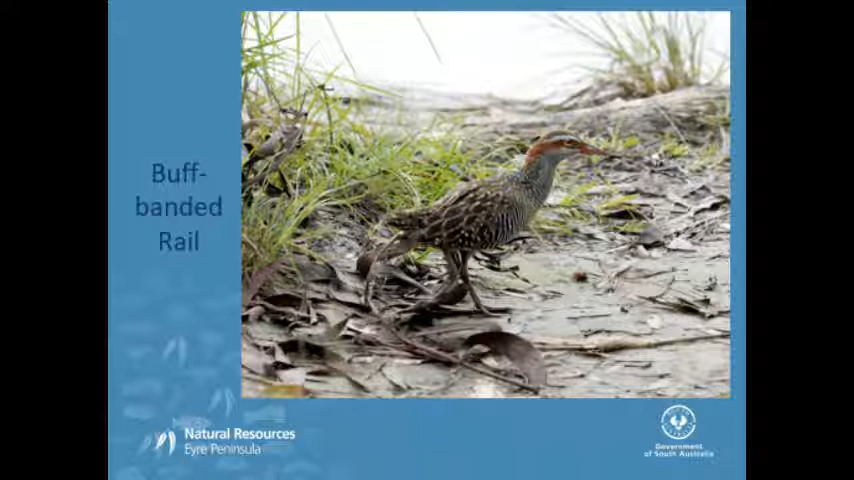 Buff-
banded
Rail
Natural Resources
Eyre Peninsula
Government
of South Australia